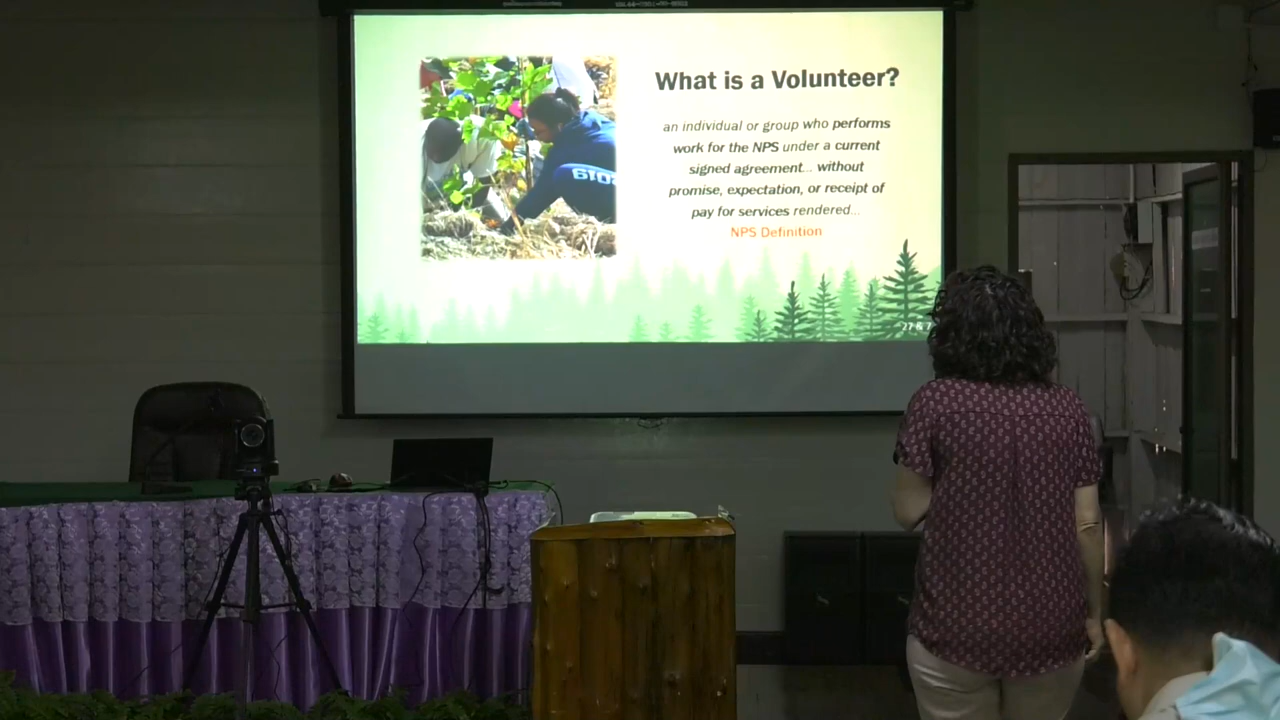 What is a Volunteer?
an individual or group who performs
work for the NPS under a current
signed agreement... without
promise, expectation, or receipt of
pay for services rendered...
NPS Definition